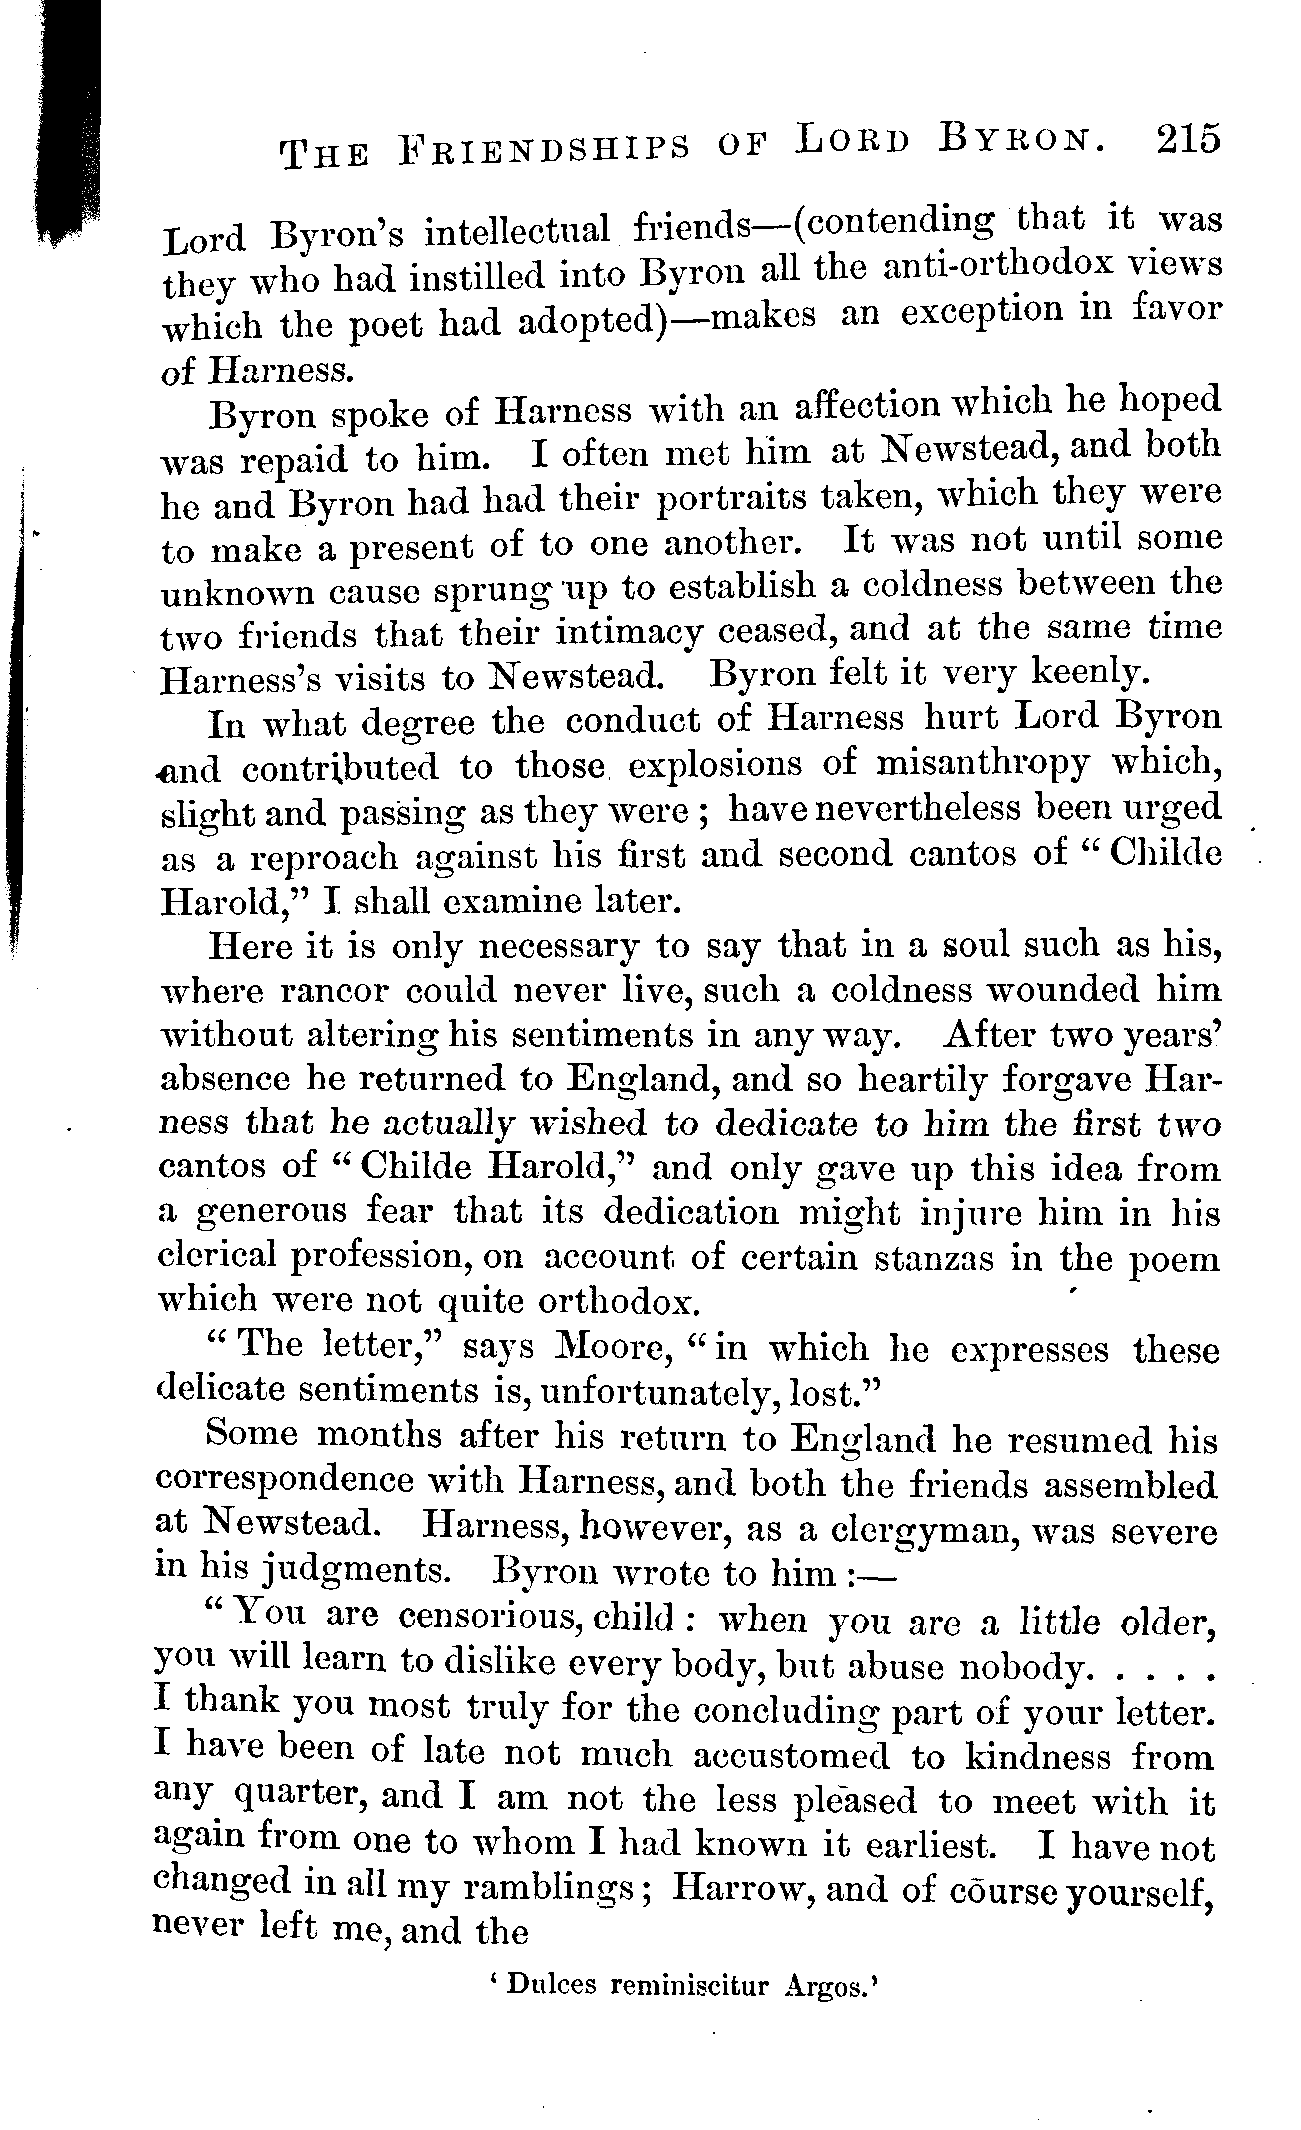 THE FRIENDSHIPS OF LORD BYRON. 215
Lord Byron's intellectual friends—(contending that it was
they who had instilled into Byron all the anti-orthodox views
which the poet had adopted)—makes an exception in favor
of Harness.
Byron spoke of Harness with an affection which he hoped
was repaid to him. I often met him at Newstead, and both
he and Byron had had their portraits taken, which they were
to make a present of to one another. It was not until some
unknown cause sprung up to establish a coldness between the
two friends that their intimacy ceased, and at the same time
Harness's visits to Newstead. Byron felt it very keenly.
In what degree the conduct of Harness hurt Lord Byron
and contributed to those explosions of misanthropy which,
slight and passing as they were; have nevertheless been urged
as a reproach against his first and second cantos of "Childe
Harold," I shall examine later.
Here it is only necessary to say that in a soul such as his,
where rancor could never live, such a coldness wounded him
without altering his sentiments in any way. After two years'
absence he returned to England, and so heartily forgave Har-
ness that he actually wished to dedicate to him the first two
cantos of "Childe Harold," and only gave up this idea from
a generous fear that its dedication might injure him in his
clerical profession, on account of certain stanzas in the poem
which were not quite orthodox.
"The letter," says Moore, "in which he expresses these
delicate sentiments is, unfortunately, lost."
Some months after his return to England he resumed his
correspondence with Harness, and both the friends assembled
at Newstead. Harness, however, as a clergyman, was severe
in his judgments. Byron wrote to him:—
"You are censorious, child: when you are a little older,
you will learn to dislike every body, but abuse nobody. . . . .
I thank you most truly for the concluding part of your letter.
I have been of late not much accustomed to kindness from
any quarter, and I am not the less pleased to meet with it
again from one to whom I had known it earliest. I have not
changed in all my ramblings; Harrow, and of course yourself,
never left me, and the
'Dulces reminiscitur Argos.'